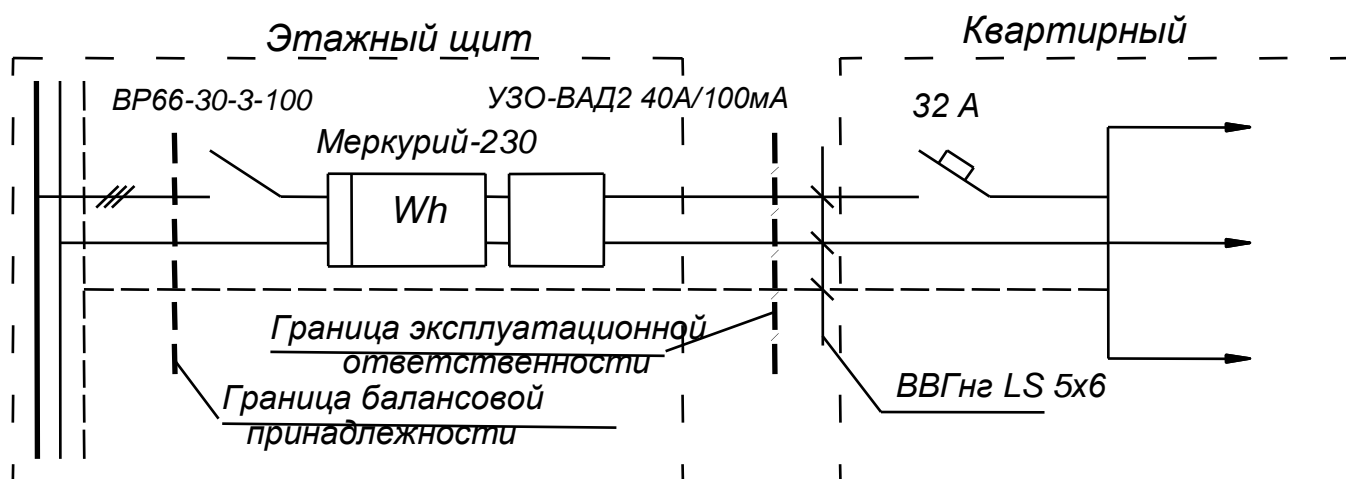 Этажный щит
Квартирный
ВР66-30-3-100
УЗО-ВАД2 40А/100мА
32 А
Меркурий-230
Wh
Граница эксплуатационной
ответственности
Граница балансовой
принадлежности
ВВГнг LS 5х6